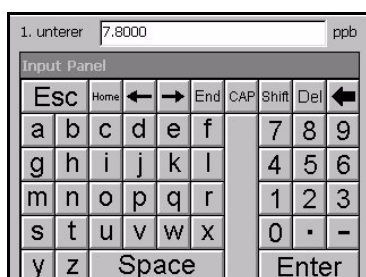 1. unterer 7.8000 ppb
Input Panel
Esc Home ← → End CAP Shift Del ←
a b c d e f 7 8 9
g h i j k l 4 5 6
m n o p q r 1 2 3
s t u v w x 0 · -
y z Space Enter